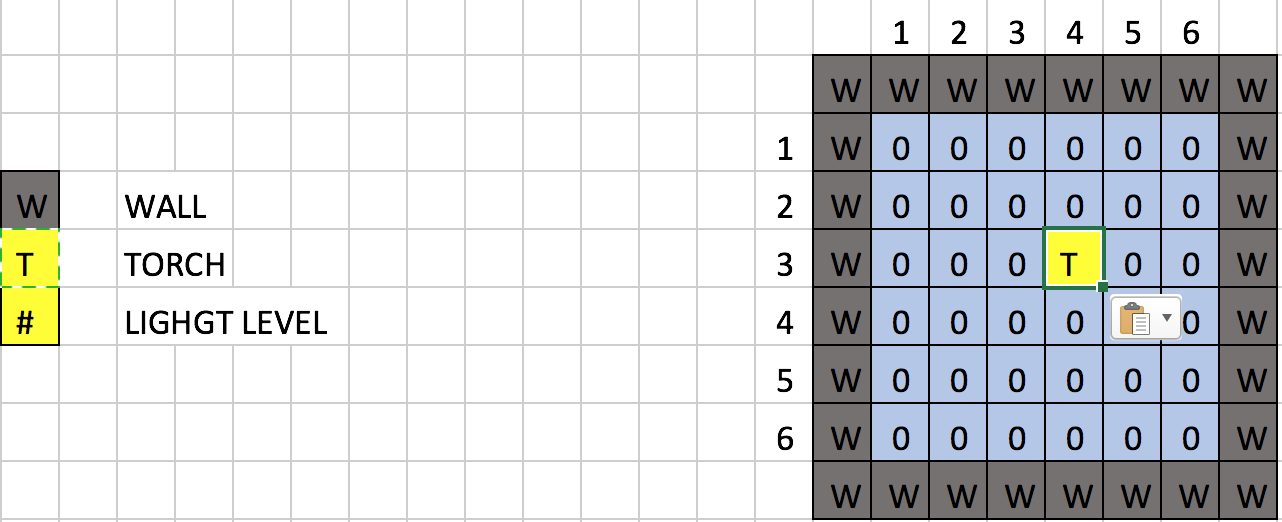 1 2 3 4 5 6
W W W W W W W W
1 W 0 0 0 0 0 0 W
W WALL 2 W 0 0 0 0 0 0 W
T TORCH 3 W 0 0 0 T 0 0 W
# LIGHGT LEVEL 4 W 0 0 0 0 0 W
5 W 0 0 0 0 0 0 W
6 W 0 0 0 0 0 0 W
W W W W W W W W